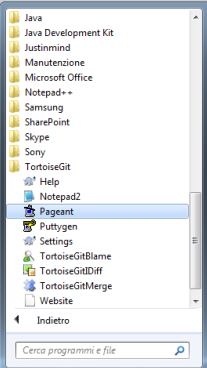 Java
Java Development Kit
Justinmind
Manutenzione
Microsoft Office
Notepad++
Samsung
SharePoint
Skype
Sony
TortoiseGit
Help
Notepad2
Pageant
Puttygen
Settings
TortoiseGitBlame
TortoiseGitIDiff
TortoiseGitMerge
Website
Indietro
Cerca programmi e file